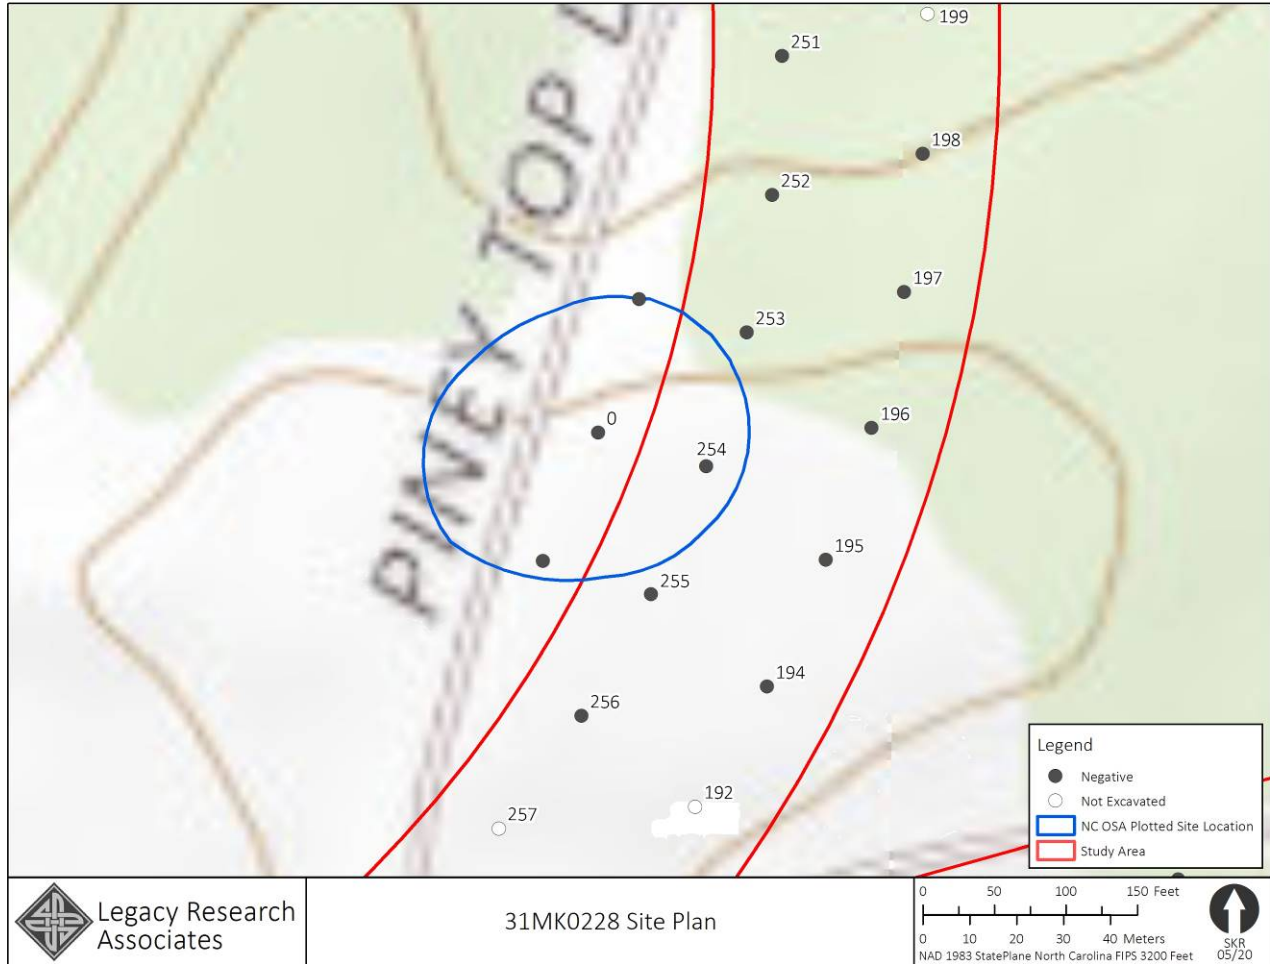 199
251
198
252
197
253
PINEY TOP
0
196
254
195
255
194
256
192
257
Legend
Negative
Not Excavated
NC OSA Plotted Site Location
Study Area
Legacy Research
Associates
31MK0228 Site Plan
0 50 100 150 Feet
0 10 20 30 40 Meters
NAD 1983 StatePlane North Carolina FIPS 3200 Feet
SKR
05/20